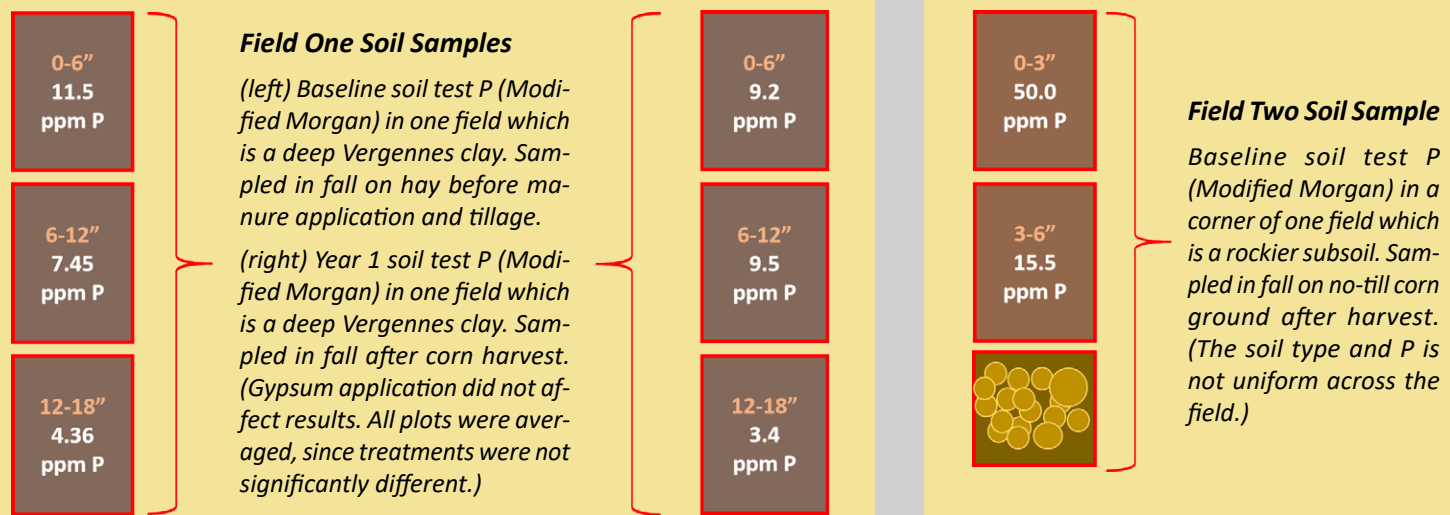 0-6”
11.5
ppm P
6-12”
7.45
ppm P
12-18”
4.36
ppm P
Field One Soil Samples
(left) Baseline soil test P (Modi-
fied Morgan) in one field which
is a deep Vergennes clay. Sam-
pled in fall on hay before ma-
nure application and tillage.
(right) Year 1 soil test P (Modi-
fied Morgan) in one field which
is a deep Vergennes clay. Sam-
pled in fall after corn harvest.
(Gypsum application did not af-
fect results. All plots were aver-
aged, since treatments were not
significantly different.)
0-6”
9.2
ppm P
6-12”
9.5
ppm P
12-18”
3.4
ppm P
0-3”
50.0
ppm P
3-6”
15.5
ppm P
Field Two Soil Sample
Baseline soil test P
(Modified Morgan) in a
corner of one field which
is a rockier subsoil. Sam-
pled in fall on no-till corn
ground after harvest.
(The soil type and P is
not uniform across the
field.)